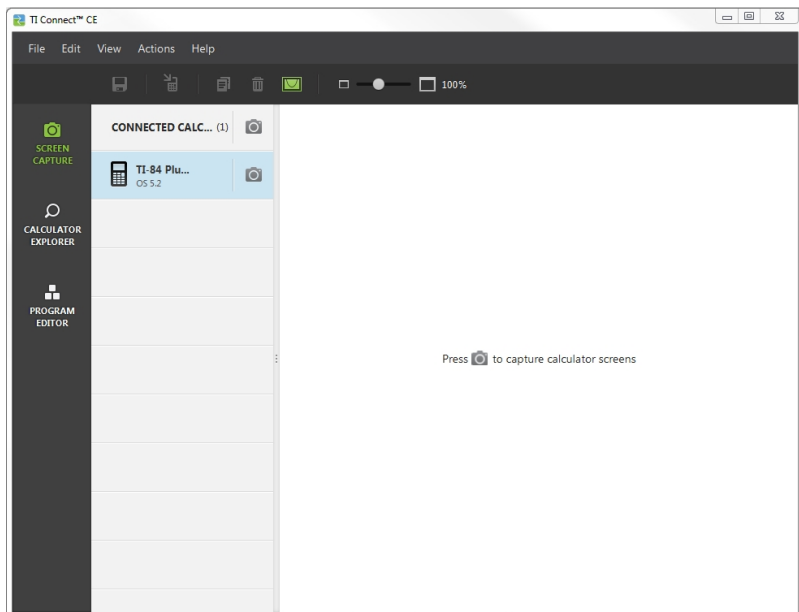 TI Connect™ CE
File Edit View Actions Help
100%
SCREEN
CAPTURE
CALCULATOR
EXPLORER
PROGRAM
EDITOR
CONNECTED CALC... (1)
TI-84 Plu...
OS 5.2
Press to capture calculator screens